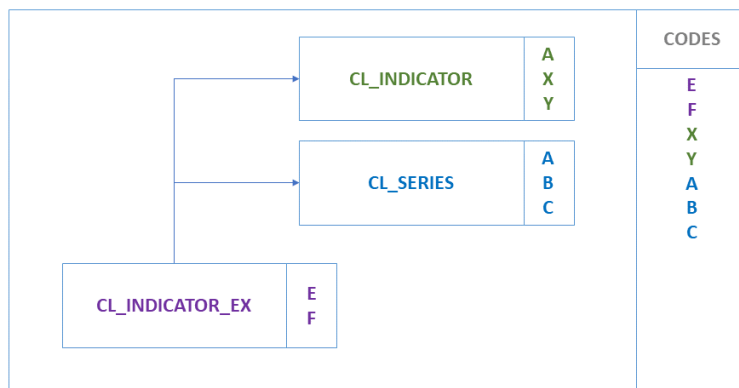 CL_INDICATOR
A
X
Y
CL_SERIES
A
B
C
CL_INDICATOR_EX
E
F
CODES
E
F
X
Y
A
B
C